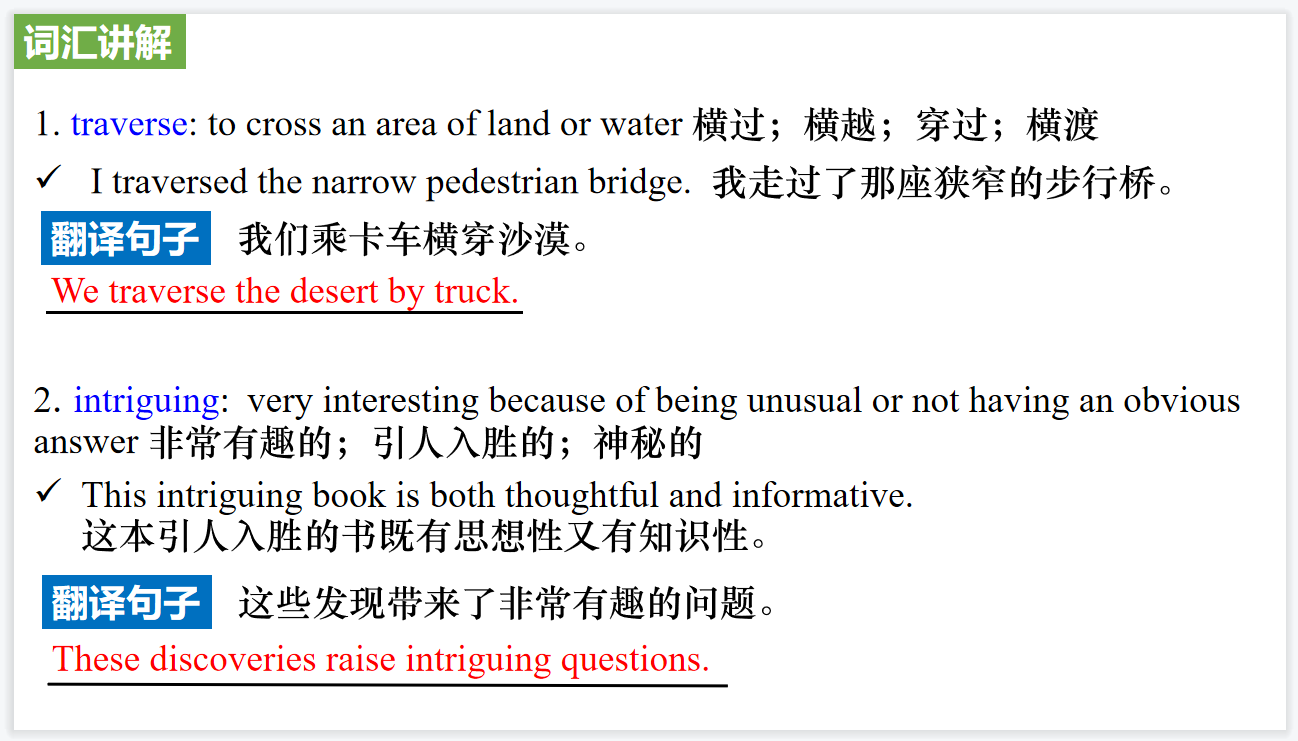 词汇讲解
1. traverse: to cross an area of land or water 横过；横越；穿过；横渡
✓ I traversed the narrow pedestrian bridge. 我走过了那座狭窄的步行桥。
翻译句子 我们乘卡车横穿沙漠。
We traverse the desert by truck.
2. intriguing: very interesting because of being unusual or not having an obvious
answer 非常有趣的；引人入胜的；神秘的
✓ This intriguing book is both thoughtful and informative.
这本引人入胜的书既有思想性又有知识性。
翻译句子 这些发现带来了非常有趣的问题。
These discoveries raise intriguing questions.